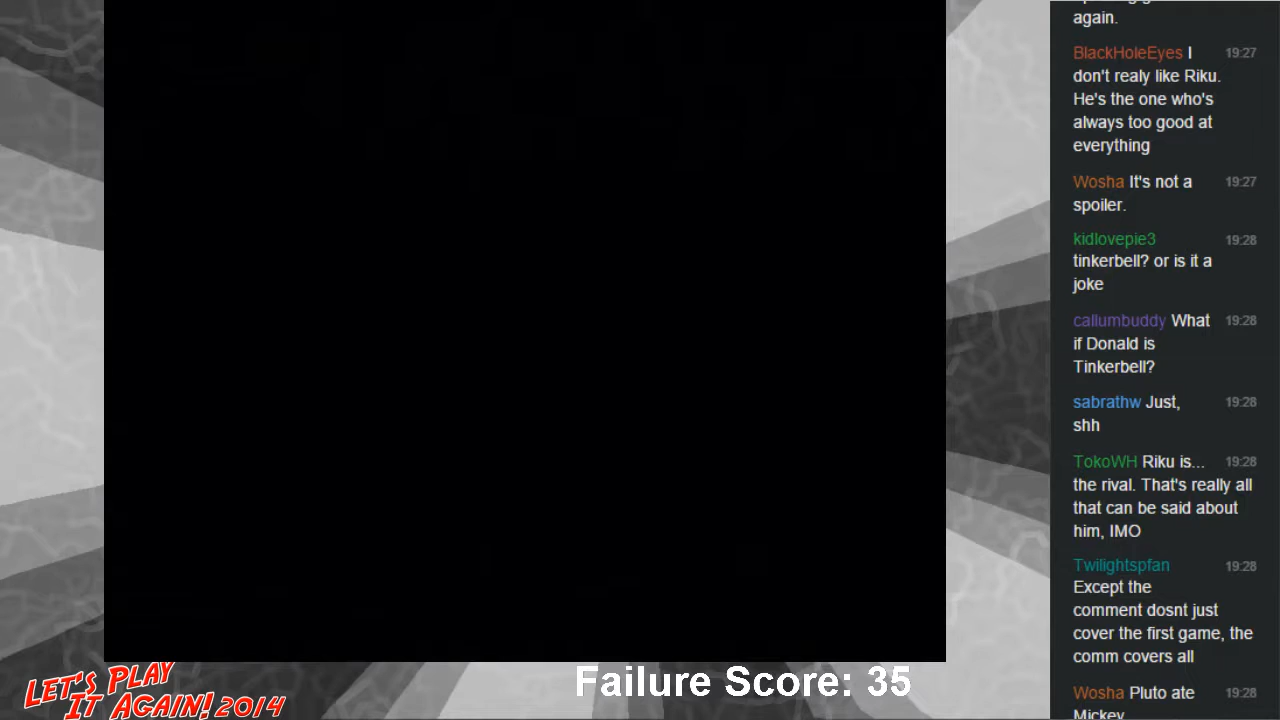 again.
BlackHoleEyes I 19:27
don't realy like Riku.
He's the one who's
always too good at
everything
Wosha It's not a 19:27
spoiler.
kidlovepie3 19:28
tinkerbell? or is it a
joke
callumbuddy What 19:28
if Donald is
Tinkerbell?
sabrathw Just, 19:28
shh
TokoWH Riku is... 19:28
the rival. That's really all
that can be said about
him, IMO
Twilightspfan 19:28
Except the
comment dosnt just
cover the first game, the
comm covers all
Wosha Pluto ate 19:28
Mickey
LET'S PLAY
IT AGAIN! 2014
Failure Score: 35